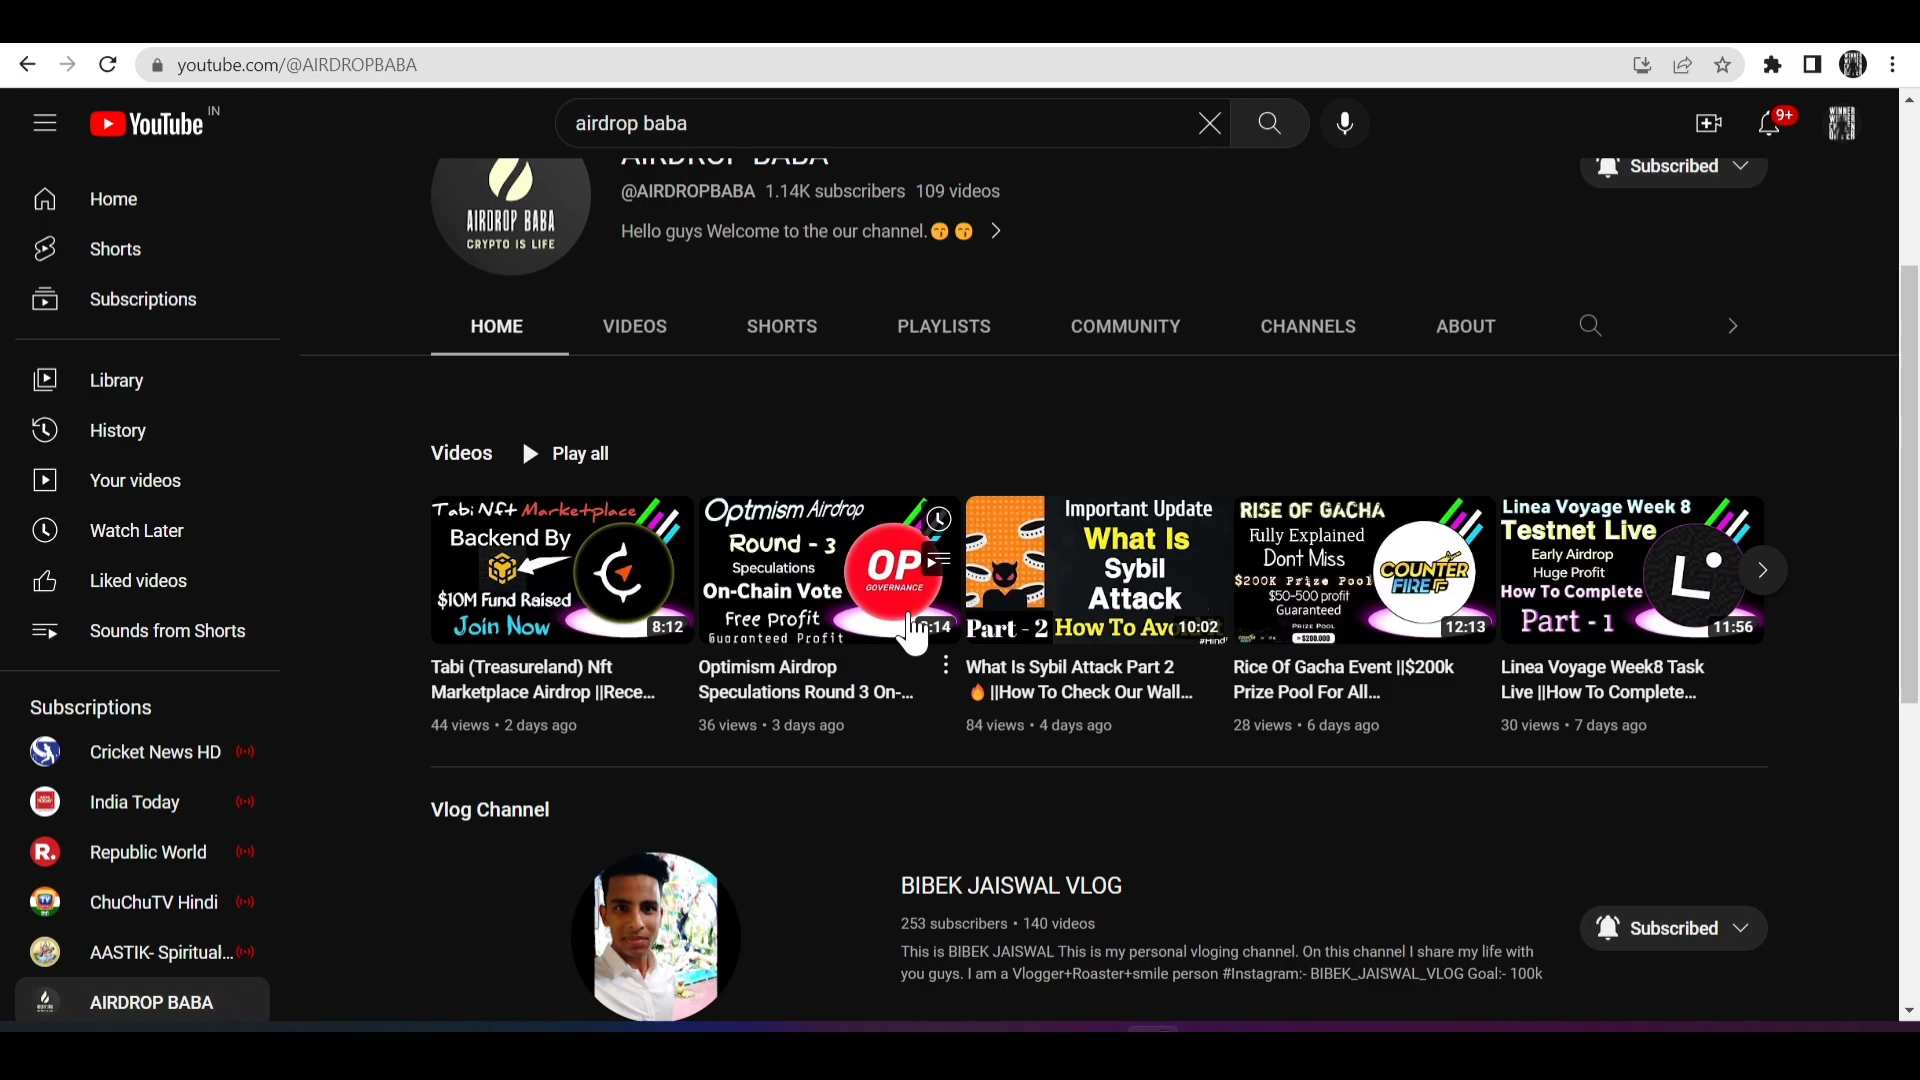 youtube.com/@AIRDROPBABA
YouTube IN
airdrop baba
9+
Home
Shorts
Subscriptions
Library
History
Your videos
Watch Later
Liked videos
Sounds from Shorts
Subscriptions
Cricket News HD
India Today
Republic World
ChuChuTV Hindi
AASTIK- Spiritual...
AIRDROP BABA
AIRDROP BABA
CRYPTO IS LIFE
AIRDROP BABA
@AIRDROPBABA 1.14K subscribers 109 videos
Hello guys Welcome to the our channel.😙😙
Subscribed
HOME VIDEOS SHORTS PLAYLISTS COMMUNITY CHANNELS ABOUT
Videos Play all
Tabi Nft Marketplace
Backend By
$10M Fund Raised
Join Now
8:12
Tabi (Treasureland) Nft
Marketplace Airdrop ||Rece...
44 views • 2 days ago
Optmism Airdrop
Round - 3
Speculations
On-Chain Vote
Free Profit
Guaranteed Profit
OP
GOVERNANCE
:14
Optimism Airdrop
Speculations Round 3 On-...
36 views • 3 days ago
Important Update
What Is
Sybil
Attack
Part - 2 How To
10:02
#Hindi
What Is Sybil Attack Part 2
🔥 ||How To Check Our Wall...
84 views • 4 days ago
RISE OF GACHA
Fully Explained
Dont Miss
$200K Prize Pool
$50-500 profit
Guaranteed
PRIZE POOL
> $200.000
COUNTER
FIRE
12:13
Rice Of Gacha Event ||$200k
Prize Pool For All...
28 views • 6 days ago
Linea Voyage Week 8
Testnet Live
Early Airdrop
Huge Profit
How To Complete
Part - 1
11:56
Linea Voyage Week8 Task
Live ||How To Complete...
30 views • 7 days ago
Vlog Channel
BIBEK JAISWAL VLOG
253 subscribers • 140 videos
This is BIBEK JAISWAL This is my personal vloging channel. On this channel I share my life with
you guys. I am a Vlogger+Roaster+smile person #Instagram:- BIBEK_JAISWAL_VLOG Goal:- 100k
Subscribed